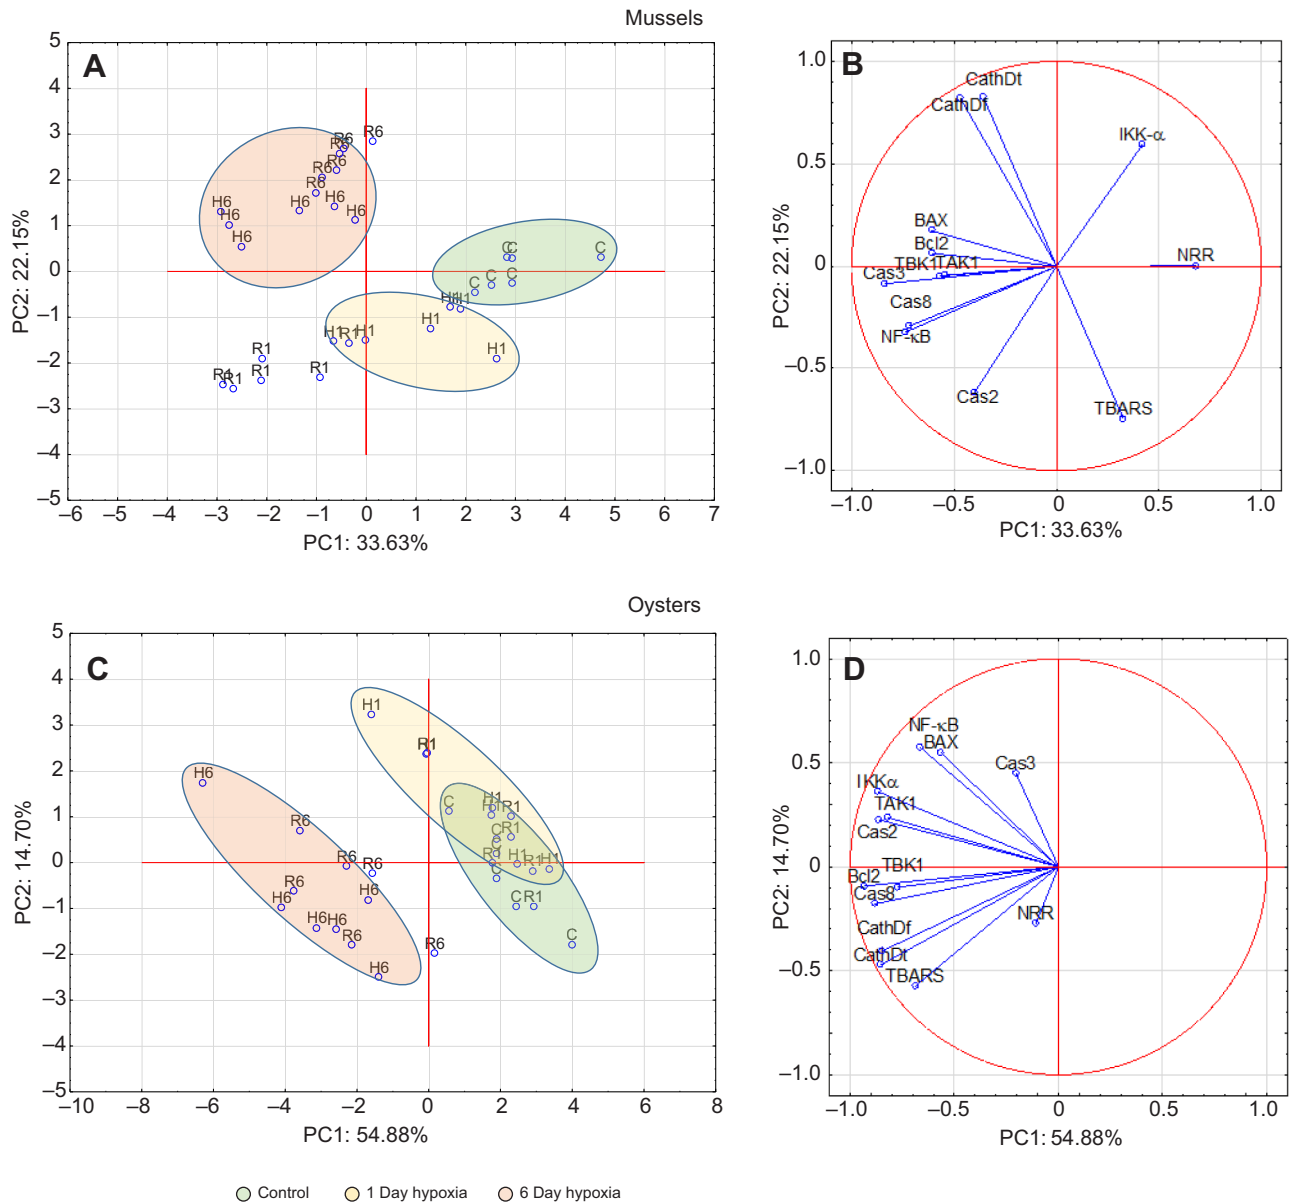 Mussels
A
5
4
3
2
1
0
–1
–2
–3
–4
–5
PC2: 22.15%
R6
R6
R6
R6
R6
R6
H6
H6
H6
H6
H6
H6
C
C
C
C
C
C
H1
H1
H1
H1
R1
H1
H1
R1
R1
R1
R1
R1
–6 –5 –4 –3 –2 –1 0 1 2 3 4 5 6 7
PC1: 33.63%
B
1.0
0.5
0
–0.5
–1.0
PC2: 22.15%
CathDt
CathDf
IKK-α
BAX
Bcl2
TBK1 TAK1
NRR
Cas3
Cas8
NF-κB
Cas2
TBARS
–1.0 –0.5 0 0.5 1.0
PC1: 33.63%
Oysters
C
5
4
3
2
1
0
–1
–2
–3
–4
–5
PC2: 14.70%
H1
R1
H6
H1
C
H1
R1
R6
C
R1
C
R6
R6
R1
H1
R1
H1
C
R6
H6
H6
C
R1
H6
H6
R6
C
R6
H6
–10 –8 –6 –4 –2 0 2 4 6 8
PC1: 54.88%
D
1.0
0.5
0
–0.5
–1.0
PC2: 14.70%
NF-κB
BAX
Cas3
IKKα
TAK1
Cas2
TBK1
Bcl2
Cas8
NRR
CathDf
CathDt
TBARS
–1.0 –0.5 0 0.5 1.0
PC1: 54.88%
Control 1 Day hypoxia 6 Day hypoxia